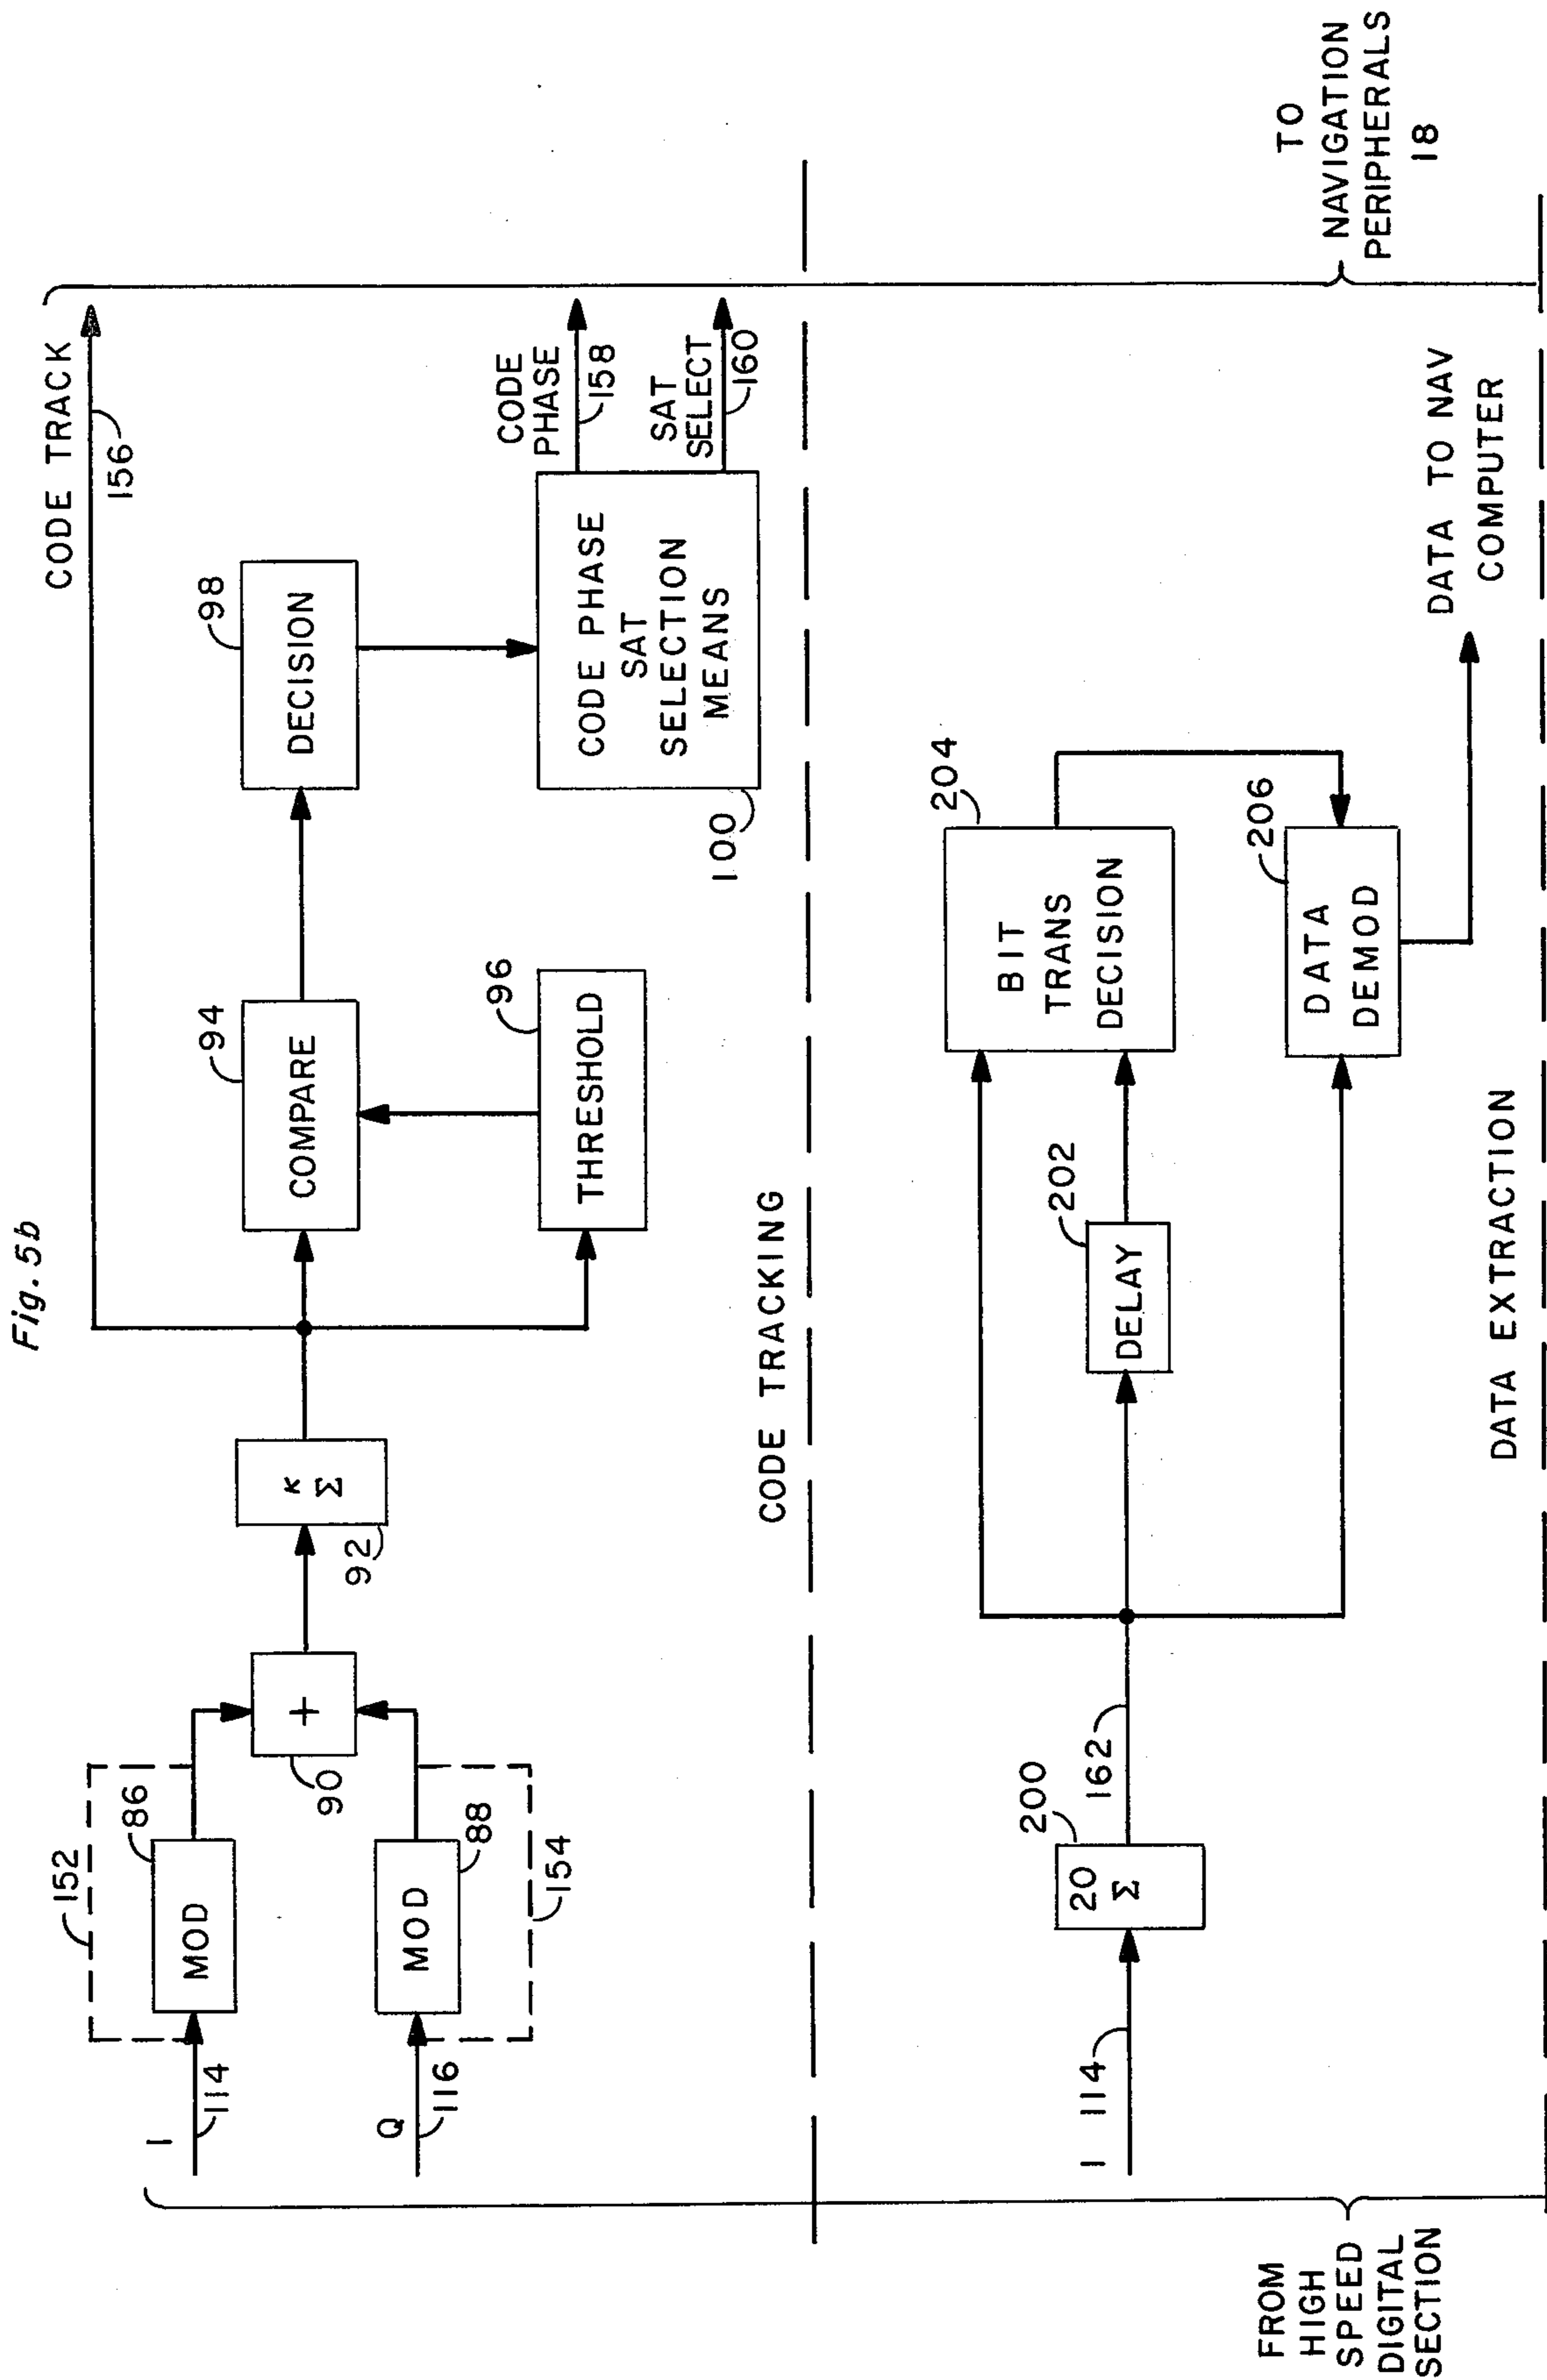 Fig. 5b
CODE TRACK
156
152
86
MOD
I
114
90
+
K
Σ
92
94
COMPARE
98
DECISION
MOD
88
Q
116
154
96
THRESHOLD
CODE PHASE
SAT
SELECTION
MEANS
100
CODE
PHASE
158
SAT
SELECT
160
CODE TRACKING
FROM
HIGH
SPEED
DIGITAL
SECTION
I 114
20
Σ
200
162
DELAY
202
BIT
TRANS
DECISION
204
DATA
DEMOD
206
DATA TO NAV
COMPUTER
TO
NAVIGATION
PERIPHERALS
18
DATA EXTRACTION